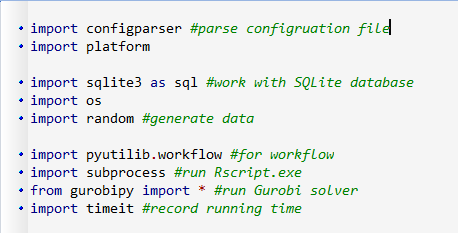 import configparser #parse configruation file
import platform
import sqlite3 as sql #work with SQLite database
import os
import random #generate data
import pyutilib.workflow #for workflow
import subprocess #run Rscript.exe
from gurobipy import * #run Gurobi solver
import timeit #record running time